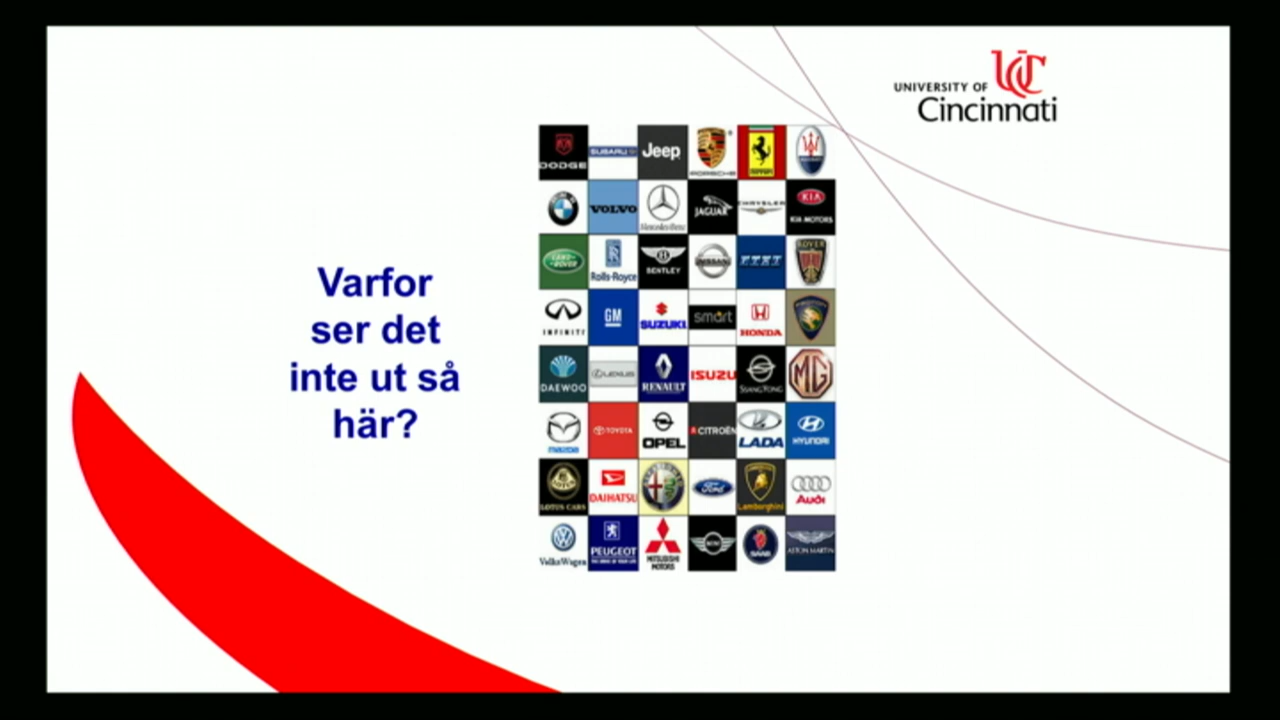 UNIVERSITY OF
Cincinnati
Varfor
ser det
inte ut så
här?
DODGE
SUBARU
Jeep
PORSCHE
Ferrari
VOLVO
Mercedes-Benz
JAGUAR
CHRYSLER
KIA
KIA MOTORS
LAND-
ROVER
Rolls-Royce
BENTLEY
NISSAN
FIAT
ROVER
INFINITI
GM
SUZUKI
smart
HONDA
DAEWOO
LEXUS
RENAULT
ISUZU
SSANGYONG
MG
mazda
TOYOTA
OPEL
CITROËN
LADA
HYUNDAI
LOTUS CARS
DAIHATSU
Ford
Lamborghini
Audi
VolksWagen
PEUGEOT
MITSUBISHI
MOTORS
MINI
SAAB
ASTON MARTIN